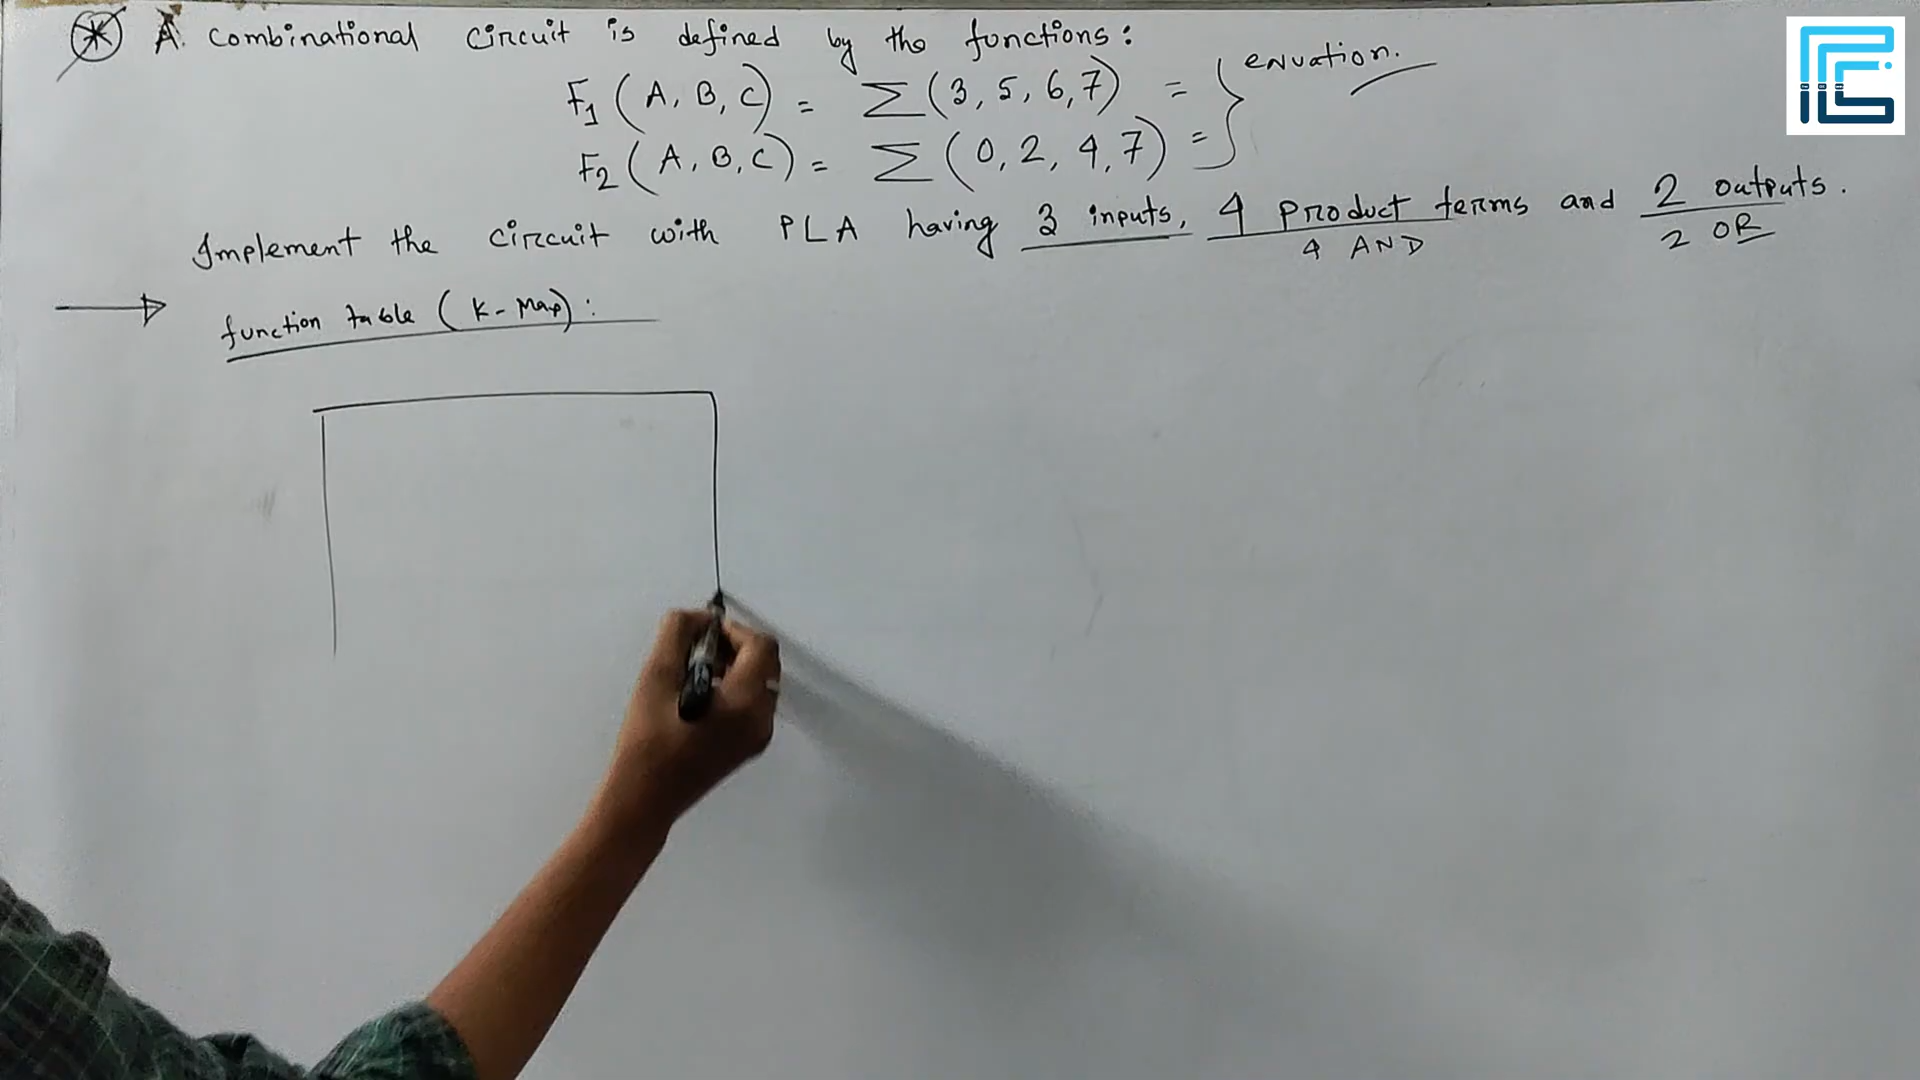 A combinational circuit is defined by the functions:
F1 (A, B, C) = Σ(3, 5, 6, 7) =
F2 (A, B, C) = Σ(0, 2, 4, 7) =
enuation.
Implement the circuit with PLA having 3 inputs, 4 product terms and 2 outputs.
4 AND
2 OR
function table (K-Map):